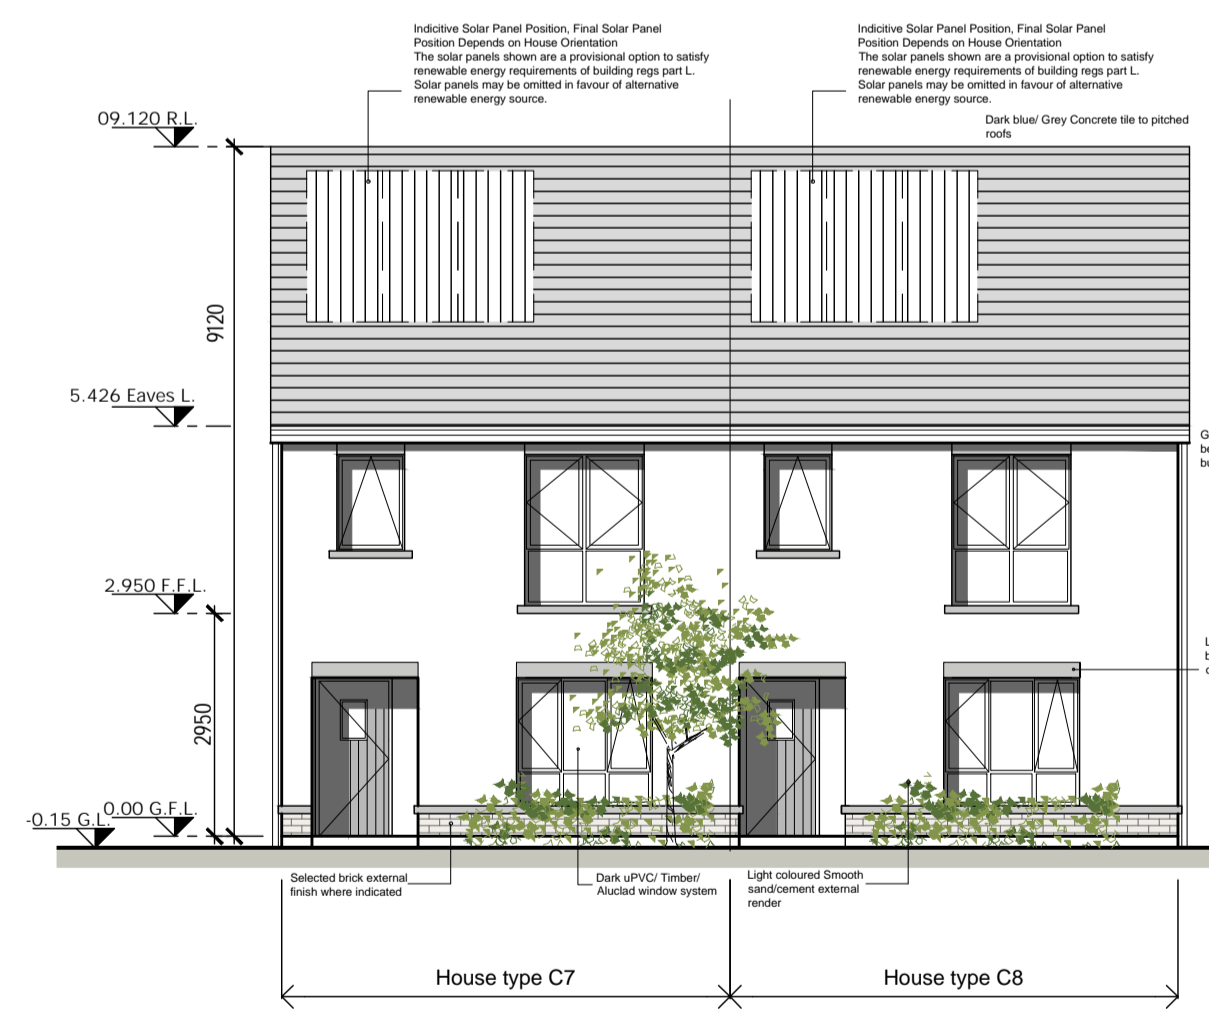 Indicitive Solar Panel Position, Final Solar Panel
Position Depends on House Orientation
The solar panels shown are a provisional option to satisfy
renewable energy requirements of building regs part L.
Solar panels may be omitted in favour of alternative
renewable energy source.
Indicitive Solar Panel Position, Final Solar Panel
Position Depends on House Orientation
The solar panels shown are a provisional option to satisfy
renewable energy requirements of building regs part L.
Solar panels may be omitted in favour of alternative
renewable energy source.
Dark blue/ Grey Concrete tile to pitched
roofs
09.120 R.L.
9120
5.426 Eaves L.
2.950 F.F.L.
2950
0.00 G.F.L.
-0.15 G.L.
Selected brick external
finish where indicated
Dark uPVC/ Timber/
Aluclad window system
Light coloured Smooth
sand/cement external
render
House type C7
House type C8